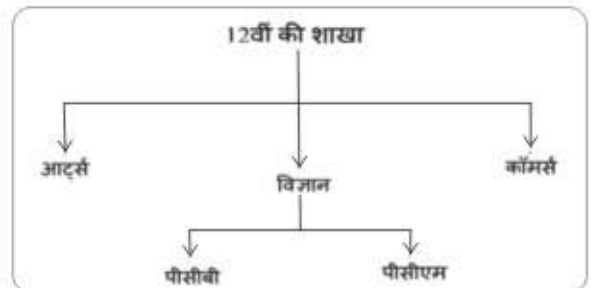 12वीं की शाखा
आर्ट्स
विज्ञान
कॉमर्स
पीसीबी
पीसीएम